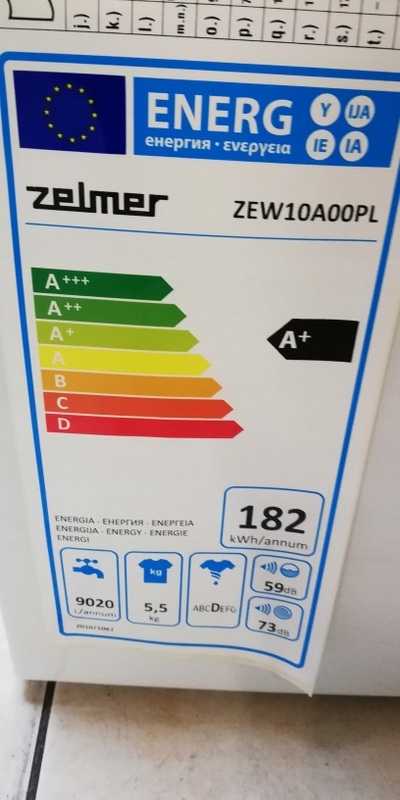 j.)
k.)
l.)
m.n.)
o.)
p.)
q.)
r.)
s.)
t.)
ENERG Y IJA
енергия · ενεργεια IE IA
zelmer
ZEW10A00PL
A+++
A++
A+
A
B
C
D
A+
ENERGIA · ЕНЕРГИЯ · ΕΝΕΡΓΕΙΑ
ENERGIJA · ENERGY · ENERGIE
ENERGI
182
kWh/annum
9020
L/annum
kg
5,5
kg
ABCDEFG
59dB
73dB
2010/1061